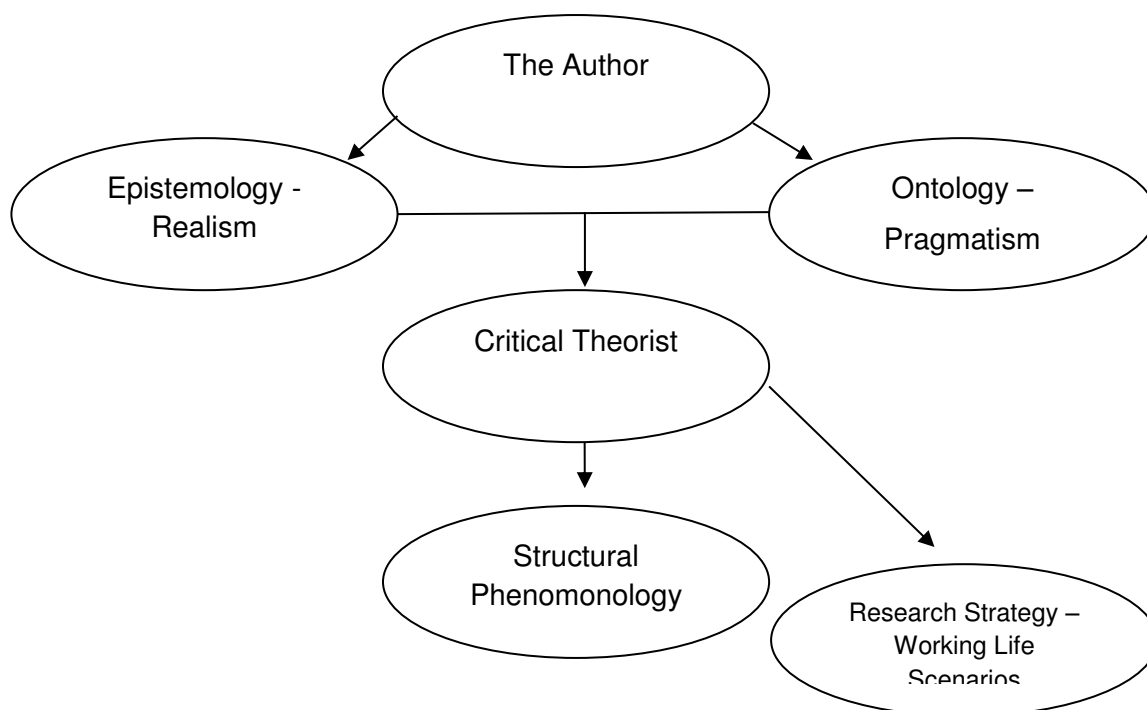 The Author
Epistemology -
Realism
Ontology –
Pragmatism
Critical Theorist
Structural
Phenomonology
Research Strategy –
Working Life
Scenarios